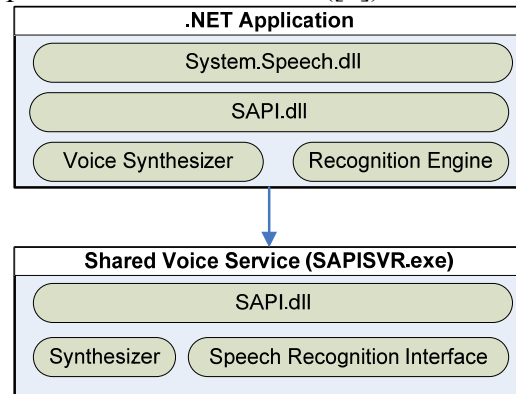 .NET Application
System.Speech.dll
SAPI.dll
Voice Synthesizer Recognition Engine
Shared Voice Service (SAPISVR.exe)
SAPI.dll
Synthesizer Speech Recognition Interface